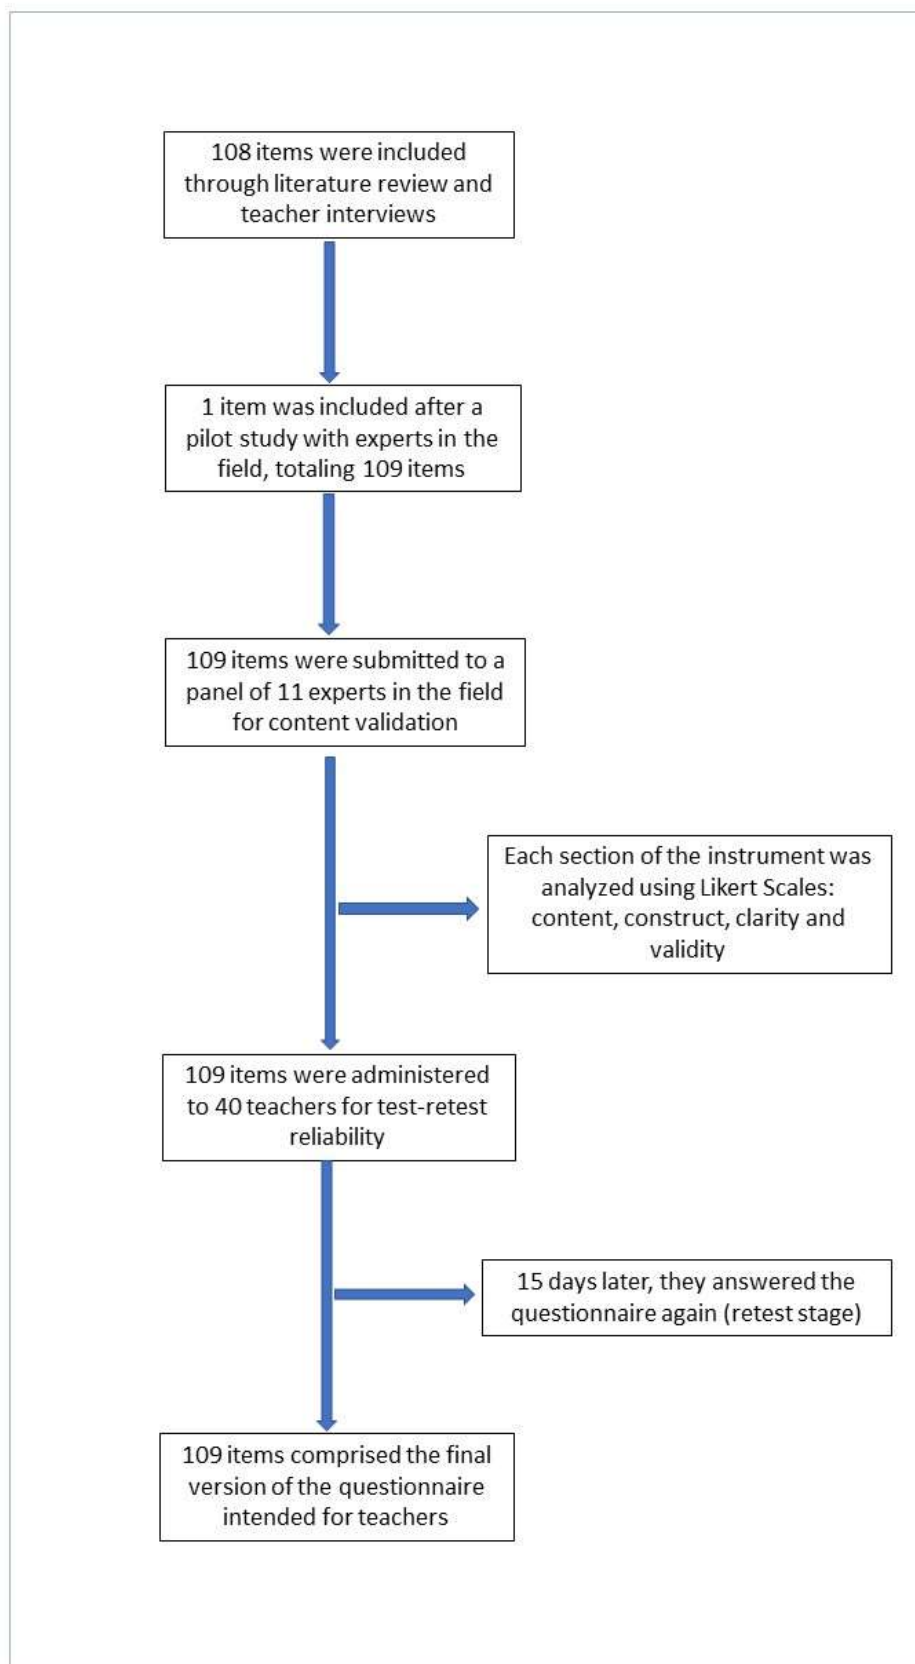 108 items were included
through literature review and
teacher interviews
1 item was included after a
pilot study with experts in the
field, totaling 109 items
109 items were submitted to a
panel of 11 experts in the field
for content validation
Each section of the instrument was
analyzed using Likert Scales:
content, construct, clarity and
validity
109 items were administered
to 40 teachers for test-retest
reliability
15 days later, they answered the
questionnaire again (retest stage)
109 items comprised the final
version of the questionnaire
intended for teachers